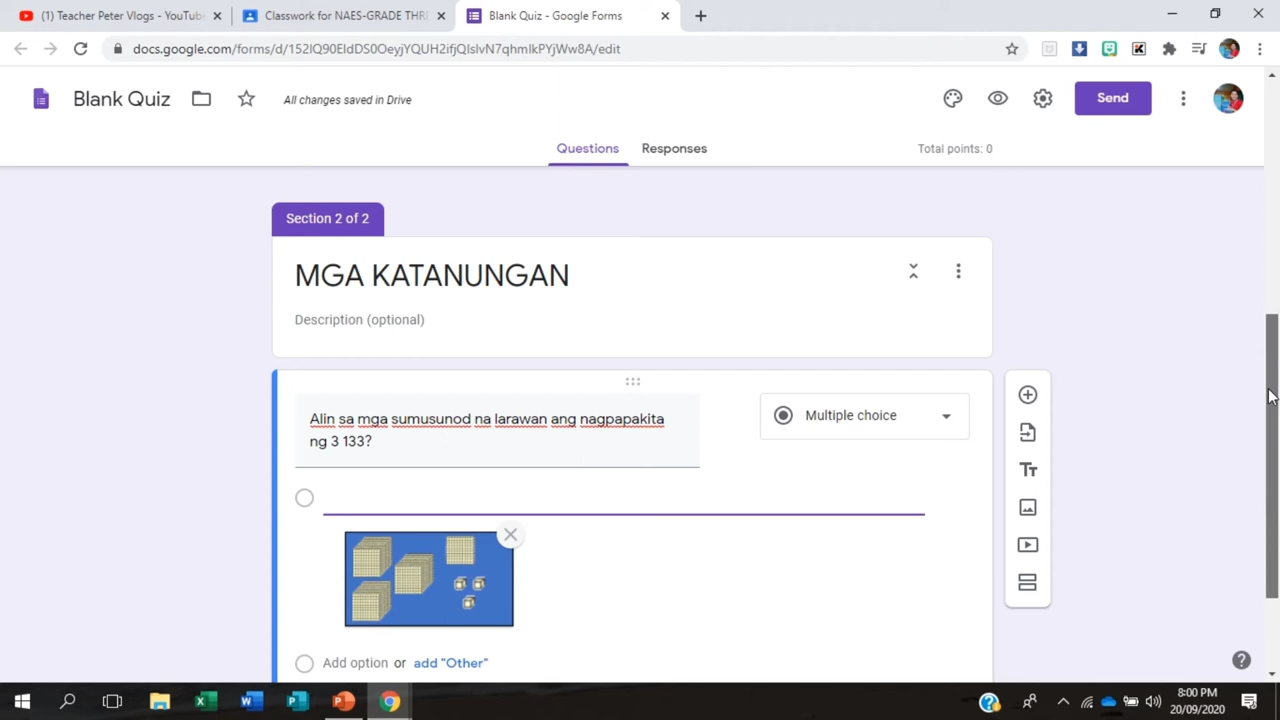 (1) Teacher Peter Vlogs - YouTube
Classwork for NAES-GRADE THRE
Blank Quiz - Google Forms
docs.google.com/forms/d/152lQ90EldDS0OeyjYQUH2ifjQlslvN7qhmlkPYjWw8A/edit
Blank Quiz
All changes saved in Drive
Send
Questions
Responses
Total points: 0
Section 2 of 2
MGA KATANUNGAN
Description (optional)
Alin sa mga sumusunod na larawan ang nagpapakita
ng 3 133?
Multiple choice
Add option or add "Other"
8:00 PM
20/09/2020